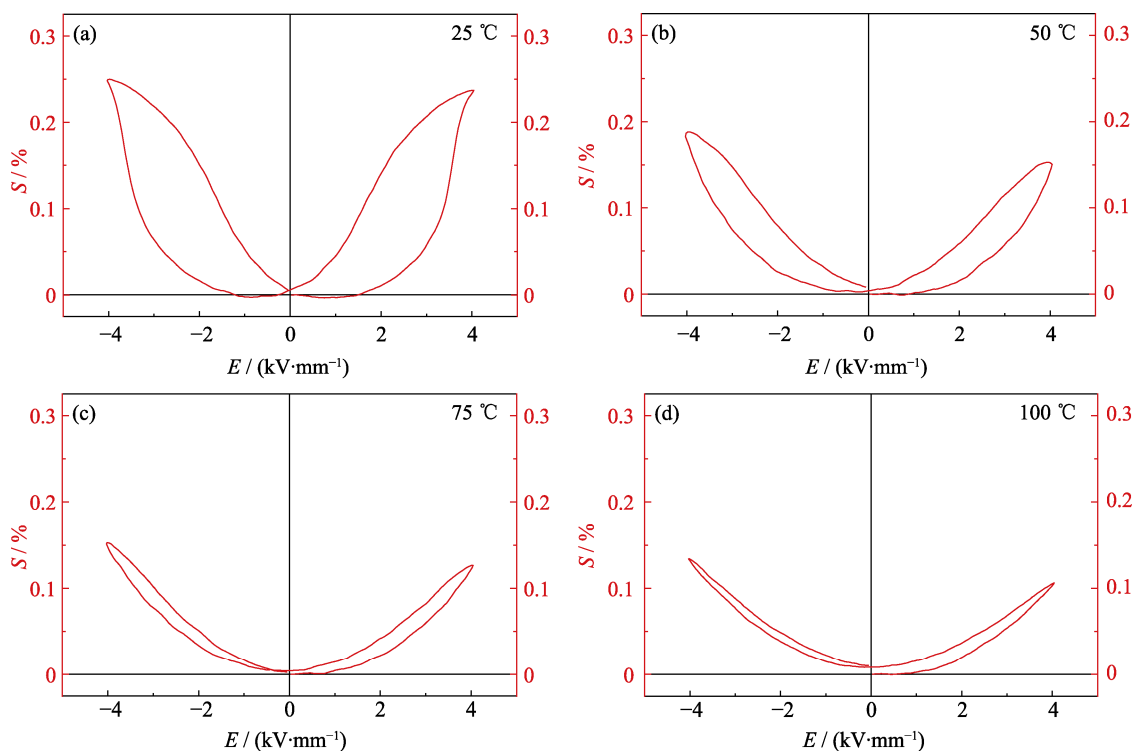 (a) 25 ℃
0.3 0.3
0.2 0.2
S / %
0.1 0.1
S / %
0 0
−4 −2 0 2 4
E / (kV·mm⁻¹)
(b) 50 ℃
0.3 0.3
0.2 0.2
S / %
0.1 0.1
S / %
0 0
−4 −2 0 2 4
E / (kV·mm⁻¹)
(c) 75 ℃
0.3 0.3
0.2 0.2
S / %
0.1 0.1
S / %
0 0
−4 −2 0 2 4
E / (kV·mm⁻¹)
(d) 100 ℃
0.3 0.3
0.2 0.2
S / %
0.1 0.1
S / %
0 0
−4 −2 0 2 4
E / (kV·mm⁻¹)